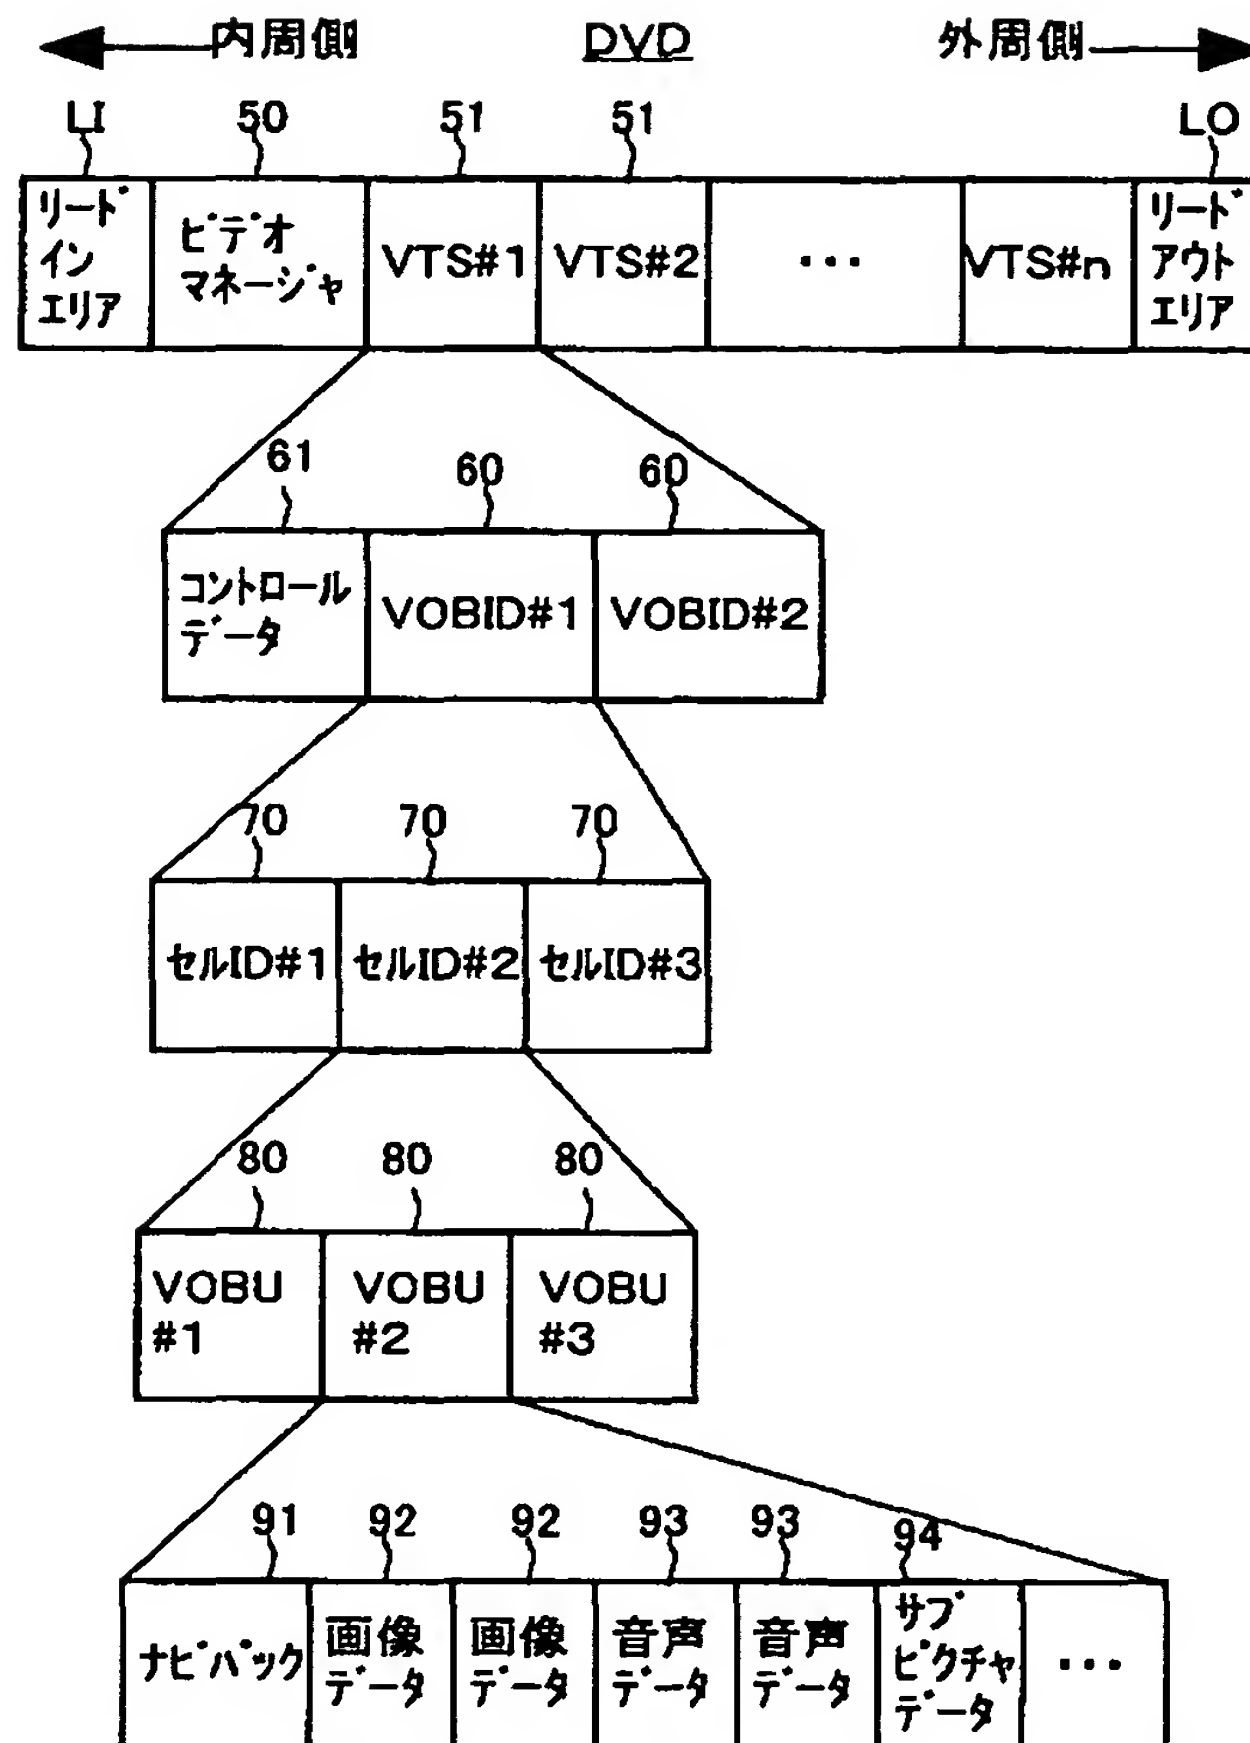 内周側 DVD 外周側
LI 50 51 51 LO
リード
イン
エリア
ビデオ
マネージャ
VTS#1
VTS#2
...
VTS#n
リード
アウト
エリア
61 60 60
コントロール
データ
VOBID#1
VOBID#2
70 70 70
セルID#1
セルID#2
セルID#3
80 80 80
VOBU
#1
VOBU
#2
VOBU
#3
91 92 92 93 93 94
ナビパック
画像
データ
画像
データ
音声
データ
音声
データ
サブ
ピクチャ
データ
...